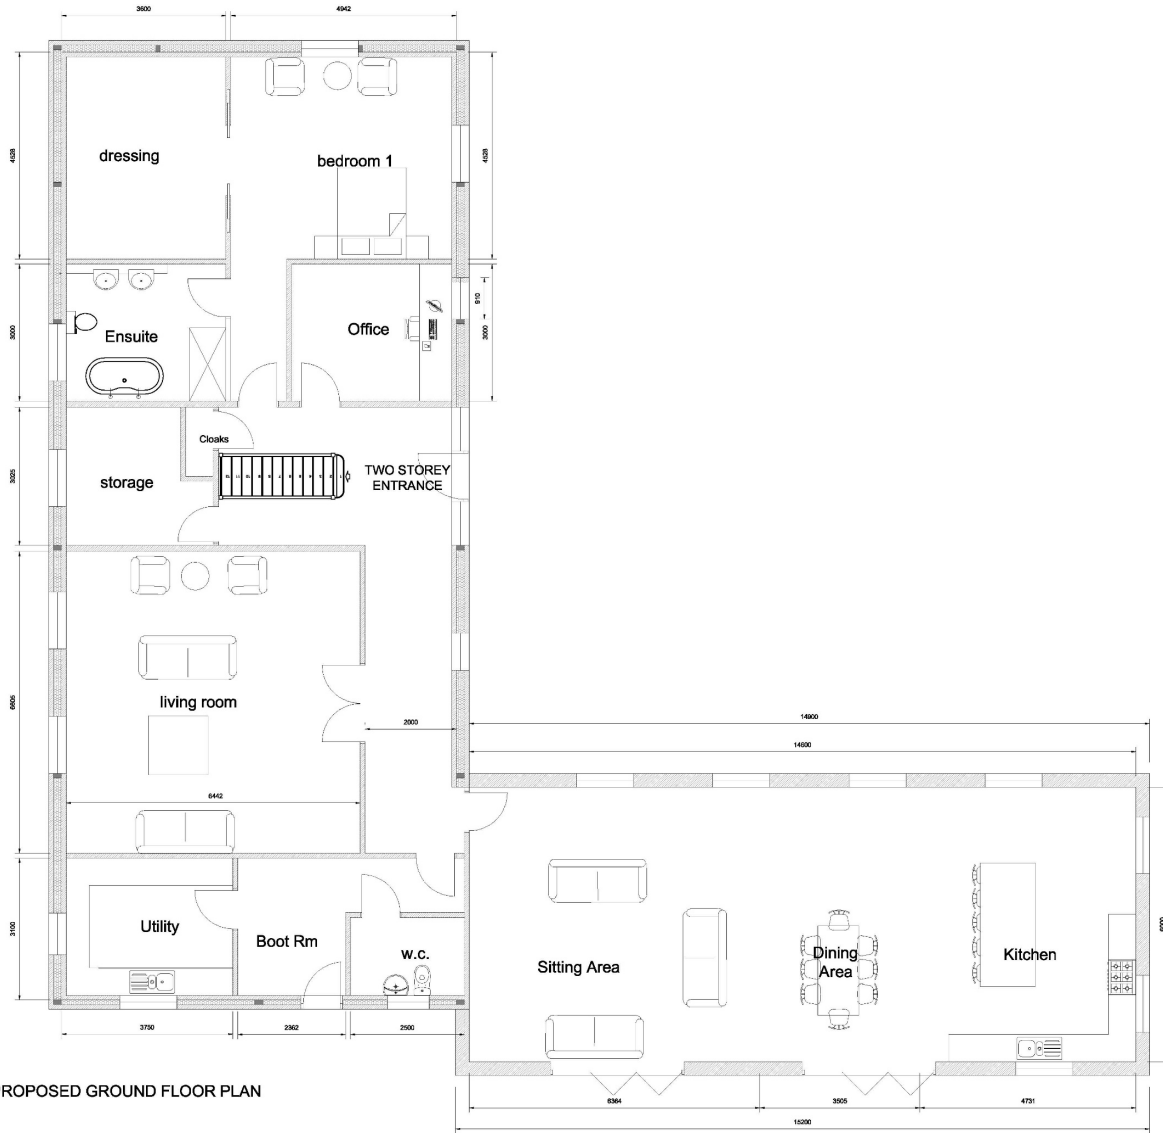 3600
4942
4528
dressing
bedroom 1
4528
3000
Ensuite
Office
910
3000
3025
Cloaks
storage
TWO STOREY
ENTRANCE
6605
living room
2000
14900
14600
6442
3100
Utility
Boot Rm
W.C.
Sitting Area
Dining
Area
Kitchen
3750
2362
2500
ROPOSED GROUND FLOOR PLAN
6364
3505
4731
15200